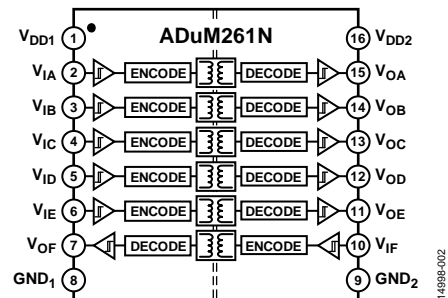 ADuM261N
VDD1 1 16 VDD2
VIA 2 ENCODE DECODE 15 VOA
VIB 3 ENCODE DECODE 14 VOB
VIC 4 ENCODE DECODE 13 VOC
VID 5 ENCODE DECODE 12 VOD
VIE 6 ENCODE DECODE 11 VOE
VOF 7 DECODE ENCODE 10 VIF
GND1 8 9 GND2
14998-002